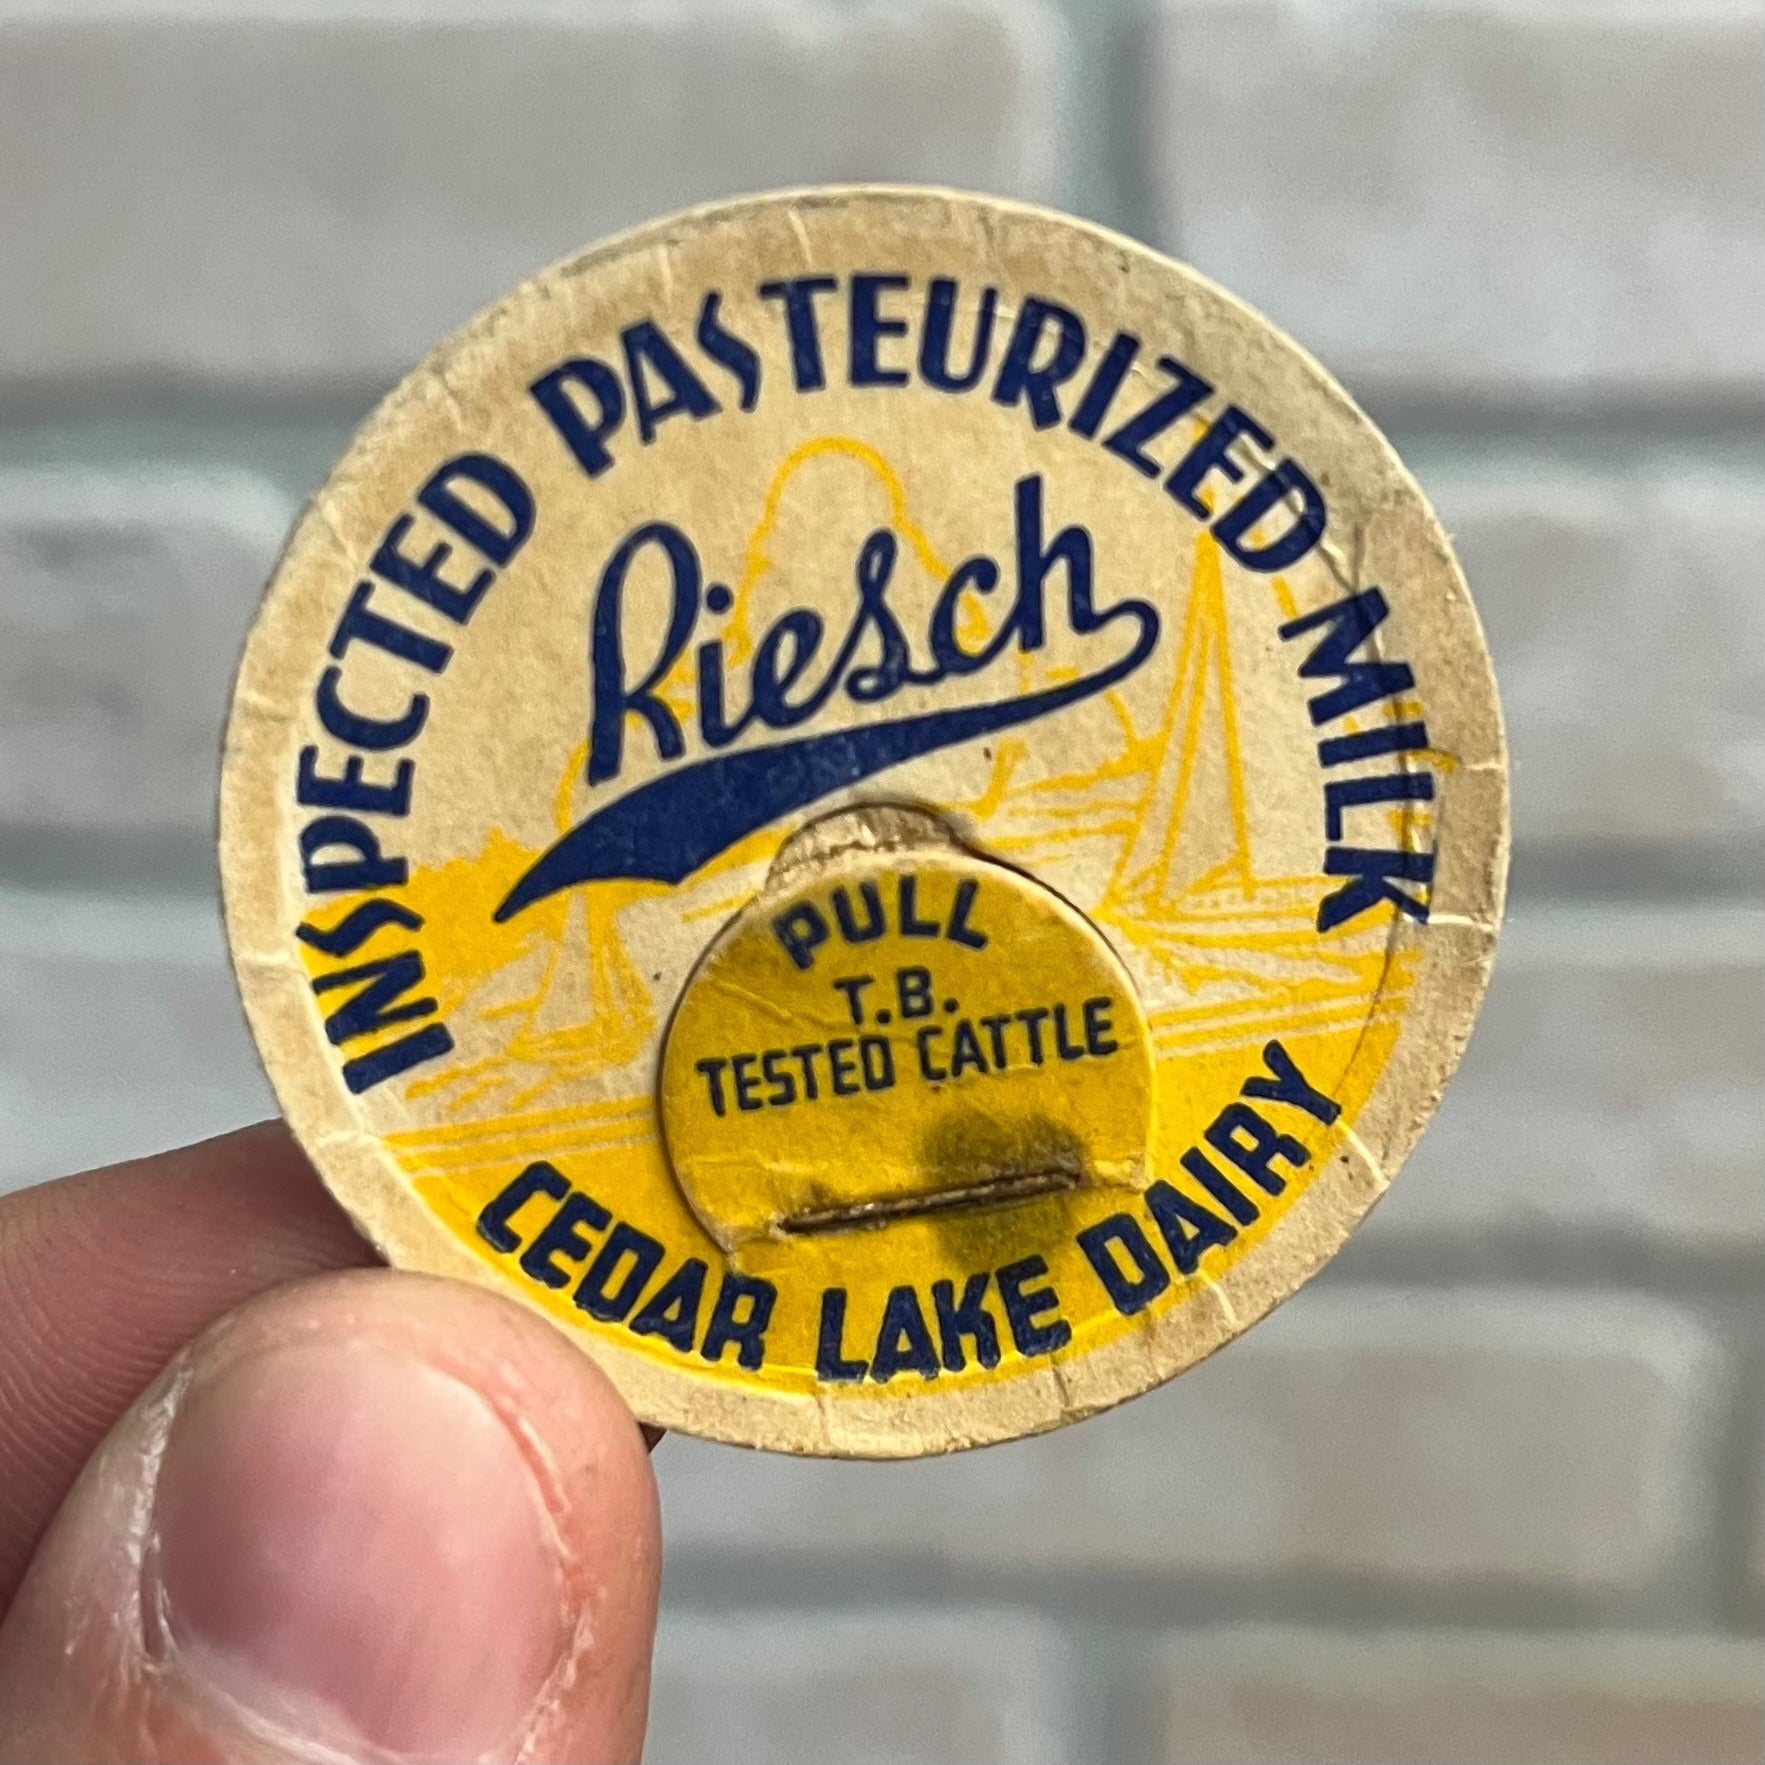 INSPECTED PASTEURIZED MILK
Riesch
PULL
T.B.
TESTED CATTLE
CEDAR LAKE DAIRY